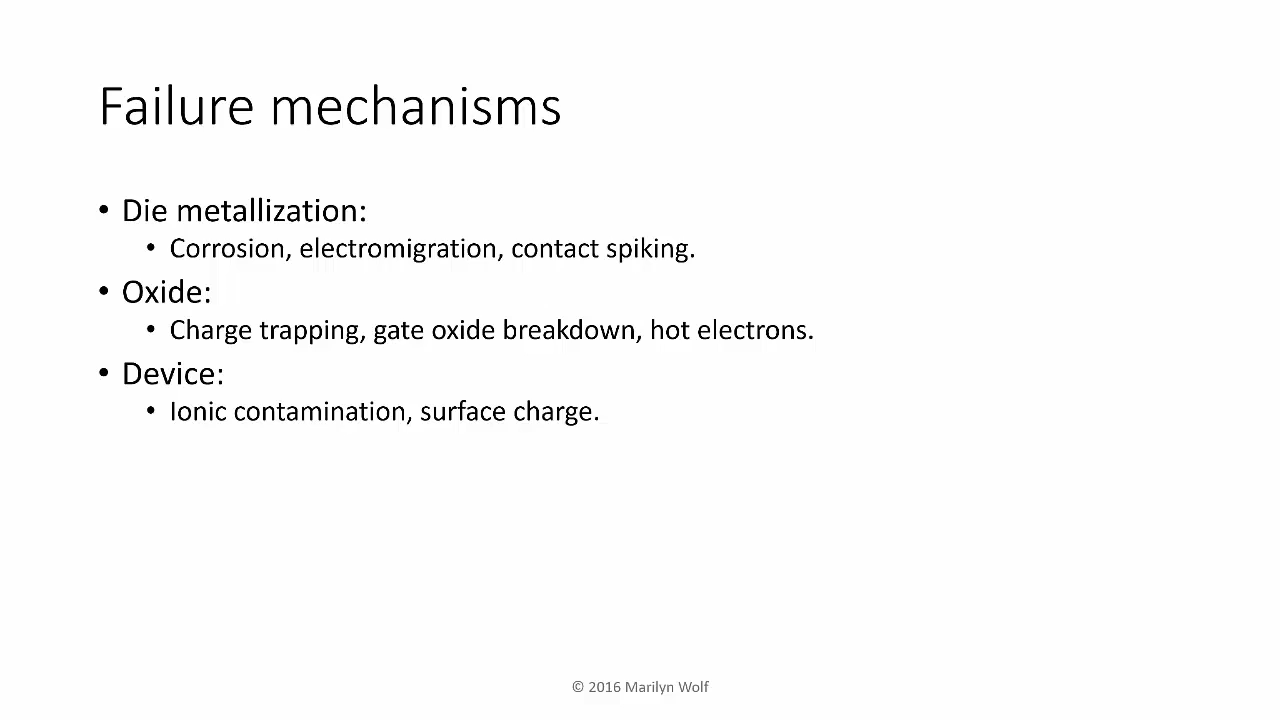 Failure mechanisms
• Die metallization:
• Corrosion, electromigration, contact spiking.
• Oxide:
• Charge trapping, gate oxide breakdown, hot electrons.
• Device:
• Ionic contamination, surface charge.
© 2016 Marilyn Wolf